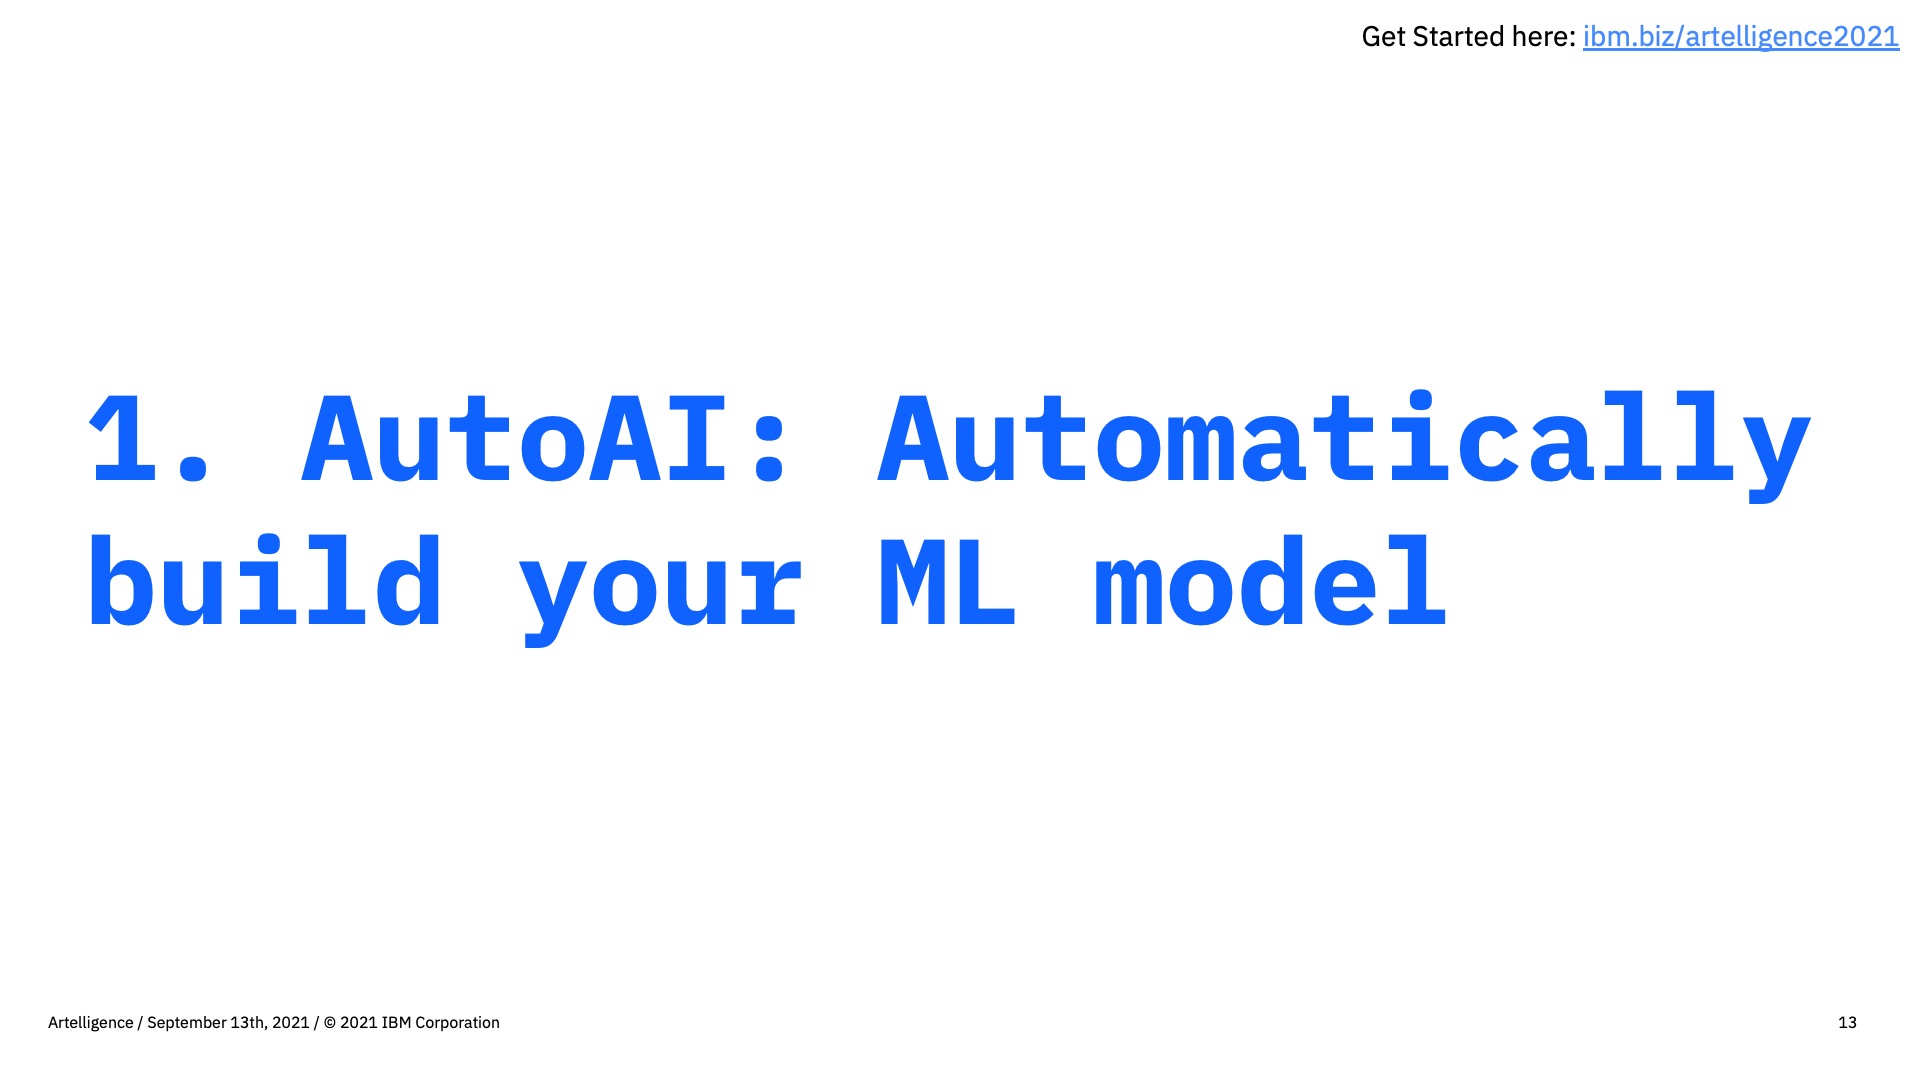 Get Started here: ibm.biz/artelligence2021
1. AutoAI: Automatically
build your ML model
Artelligence / September 13th, 2021 / © 2021 IBM Corporation
13